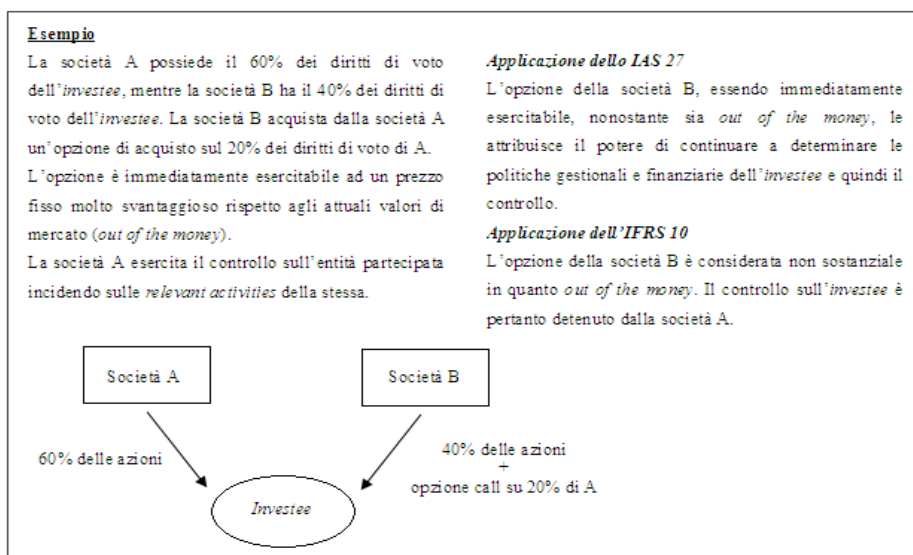 Esempio
La società A possiede il 60% dei diritti di voto
dell'investee, mentre la società B ha il 40% dei diritti di
voto dell'investee. La società B acquista dalla società A
un'opzione di acquisto sul 20% dei diritti di voto di A.
L'opzione è immediatamente esercitabile ad un prezzo
fisso molto svantaggioso rispetto agli attuali valori di
mercato (out of the money).
La società A esercita il controllo sull'entità partecipata
incidendo sulle relevant activities della stessa.
Applicazione dello IAS 27
L'opzione della società B, essendo immediatamente
esercitabile, nonostante sia out of the money, le
attribuisce il potere di continuare a determinare le
politiche gestionali e finanziarie dell'investee e quindi il
controllo.
Applicazione dell'IFRS 10
L'opzione della società B è considerata non sostanziale
in quanto out of the money. Il controllo sull'investee è
pertanto detenuto dalla società A.
Società A
Società B
60% delle azioni
40% delle azioni
+
opzione call su 20% di A
Investee